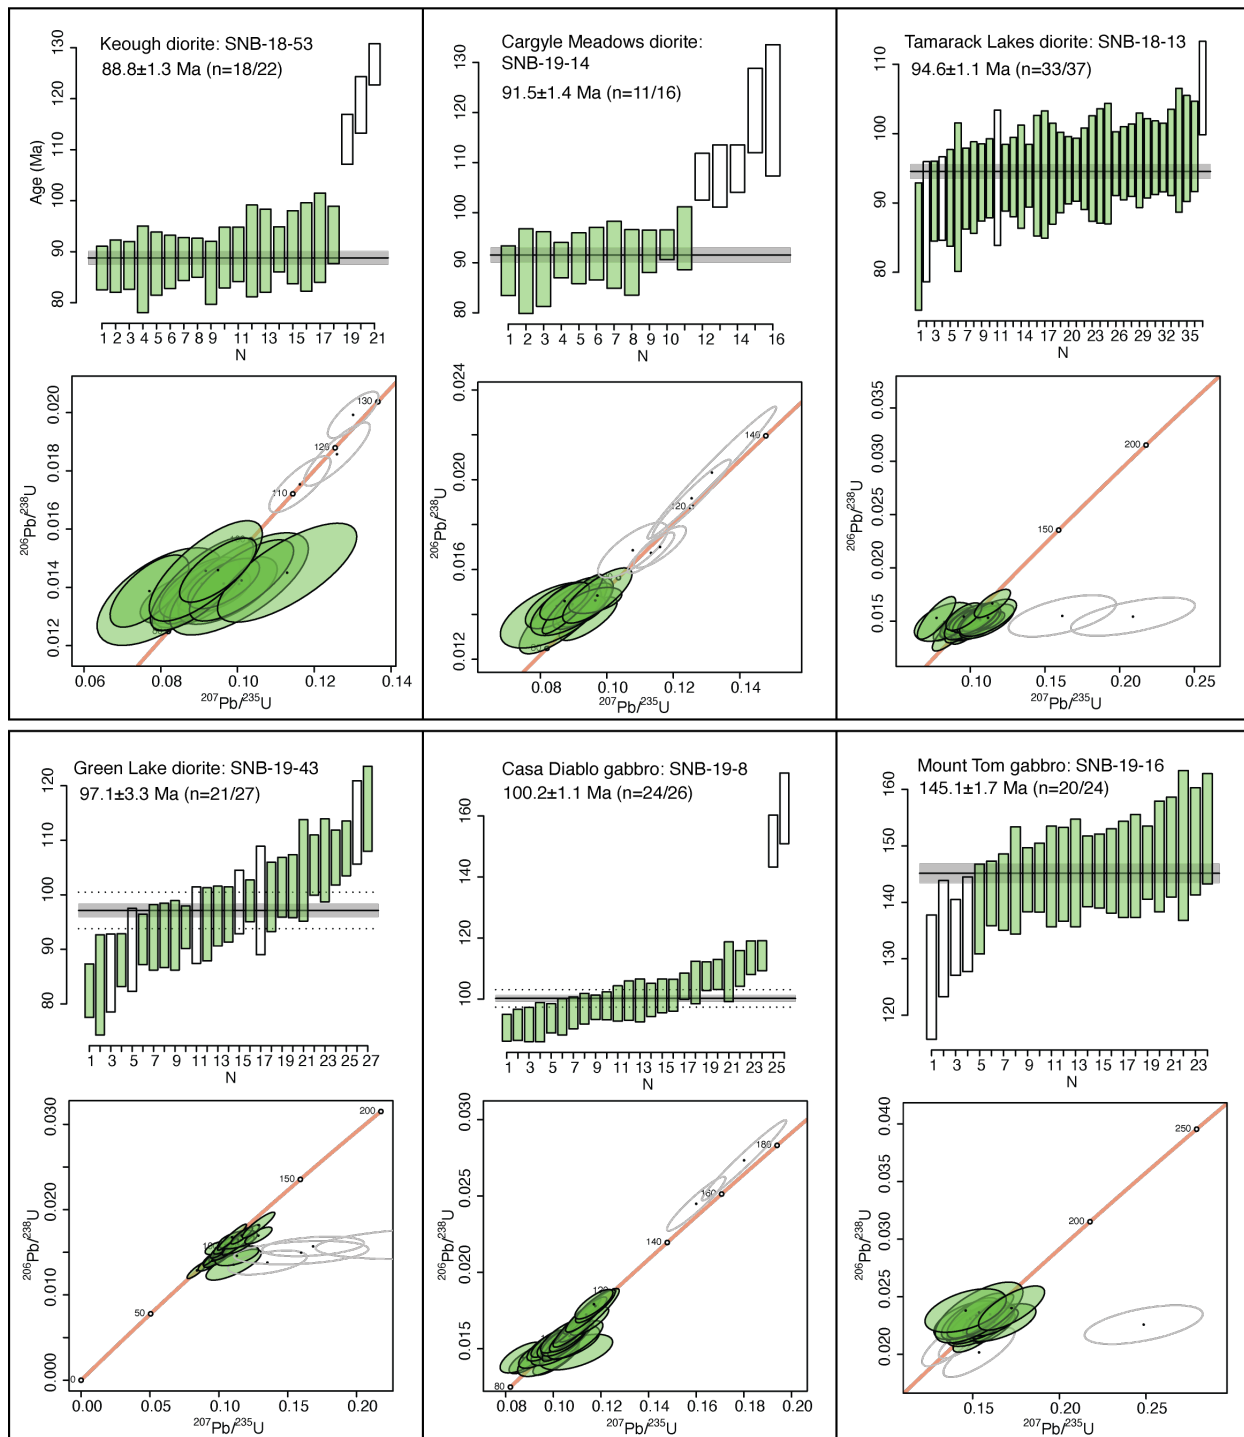 Keough diorite: SNB-18-53
88.8±1.3 Ma (n=18/22)
Age (Ma)
80 90 100 110 120 130
1 2 3 4 5 6 7 8 9 11 13 15 17 19 21
N
206Pb/238U
0.012 0.014 0.016 0.018 0.020
110 120 130
0.06 0.08 0.10 0.12 0.14
207Pb/235U
Cargyle Meadows diorite:
SNB-19-14
91.5±1.4 Ma (n=11/16)
80 90 100 110 120 130
1 2 3 4 5 6 7 8 9 10 12 14 16
N
206Pb/238U
0.012 0.016 0.020 0.024
120 140
0.08 0.10 0.12 0.14
207Pb/235U
Tamarack Lakes diorite: SNB-18-13
94.6±1.1 Ma (n=33/37)
80 90 100 110
1 3 5 7 9 11 14 17 20 23 26 29 32 35
N
206Pb/238U
0.015 0.020 0.025 0.030 0.035
150 200
0.10 0.15 0.20 0.25
207Pb/235U
Green Lake diorite: SNB-19-43
97.1±3.3 Ma (n=21/27)
80 90 100 110 120
1 3 5 7 9 11 13 15 17 19 21 23 25 27
N
206Pb/238U
0.000 0.010 0.020 0.030
0 50 150 200
0.00 0.05 0.10 0.15 0.20
207Pb/235U
Casa Diablo gabbro: SNB-19-8
100.2±1.1 Ma (n=24/26)
100 120 140 160
1 3 5 7 9 11 13 15 17 19 21 23 25
N
206Pb/238U
0.015 0.020 0.025 0.030
80 120 140 160 180
0.08 0.10 0.12 0.14 0.16 0.18 0.20
207Pb/235U
Mount Tom gabbro: SNB-19-16
145.1±1.7 Ma (n=20/24)
120 130 140 150 160
1 3 5 7 9 11 13 15 17 19 21 23
N
206Pb/238U
0.020 0.025 0.030 0.035 0.040
200 250
0.15 0.20 0.25
207Pb/235U